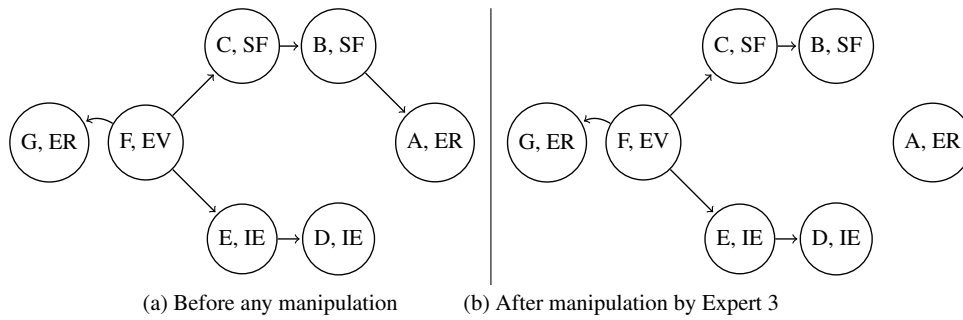 C, SF
B, SF
G, ER
F, EV
A, ER
E, IE
D, IE
(a) Before any manipulation
C, SF
B, SF
G, ER
F, EV
A, ER
E, IE
D, IE
(b) After manipulation by Expert 3